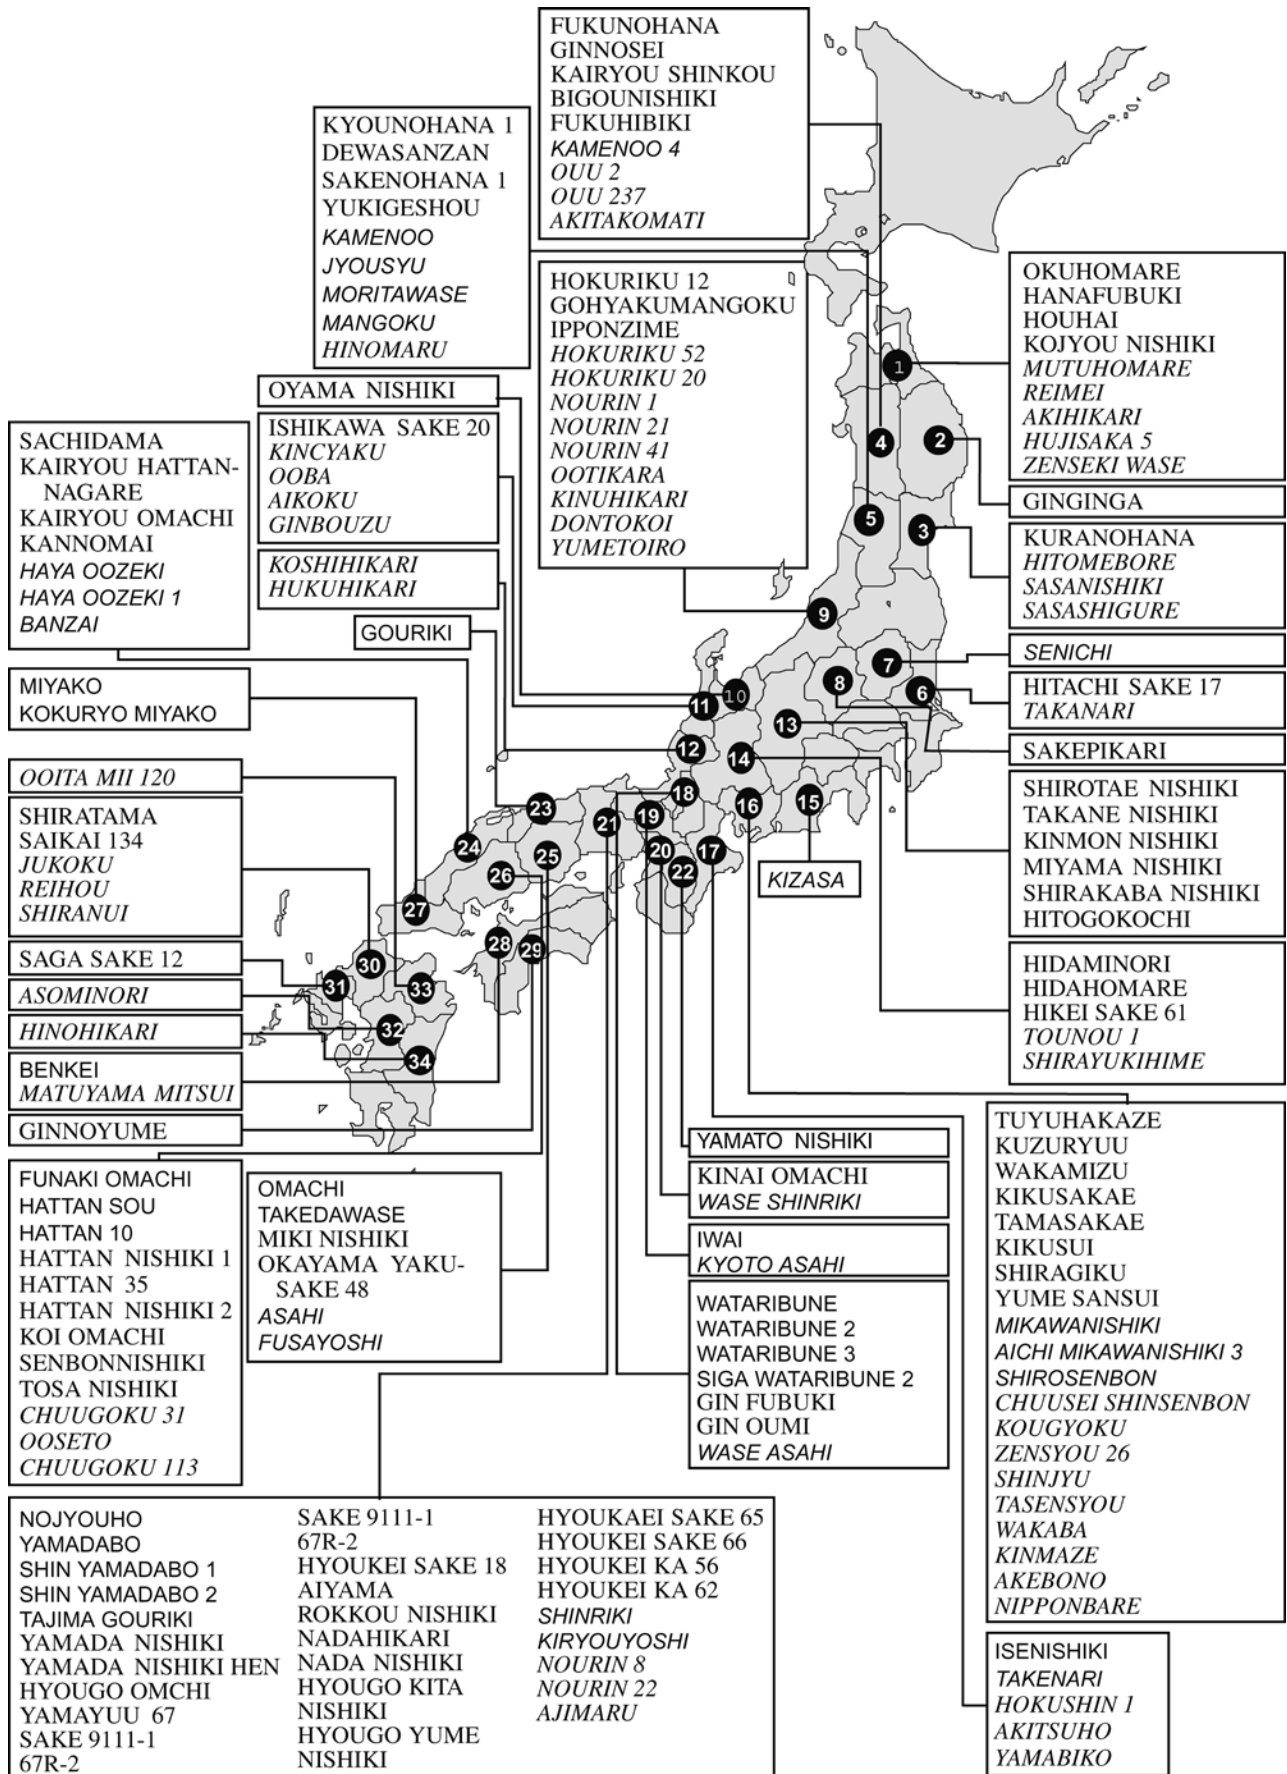 FUKUNOHANA
GINNOSEI
KAIRYOU SHINKOU
BIGOUNISHIKI
FUKUHIBIKI
KAMENOO 4
OUU 2
OUU 237
AKITAKOMATI
KYOUNOHANA 1
DEWASANZAN
SAKENOHANA 1
YUKIGESHOU
KAMENOO
JYOUSYU
MORITAWASE
MANGOKU
HINOMARU
HOKURIKU 12
GOHYAKUMANGOKU
IPPONZIME
HOKURIKU 52
HOKURIKU 20
NOURIN 1
NOURIN 21
NOURIN 41
OOTIKARA
KINUHIKARI
DONTOKOI
YUMETOIRO
OKUHOMARE
HANAFUBUKI
HOUHAI
KOJYOU NISHIKI
MUTUHOMARE
REIMEI
AKIHIKARI
HUJISAKA 5
ZENSEKI WASE
GINGINGA
KURANOHANA
HITOMEBORE
SASANISHIKI
SASASHIGURE
SENICHI
HITACHI SAKE 17
TAKANARI
SAKEPIKARI
SHIROTAE NISHIKI
TAKANE NISHIKI
KINMON NISHIKI
MIYAMA NISHIKI
SHIRAKABA NISHIKI
HITOGOKOCHI
HIDAMINORI
HIDAHOMARE
HIKEI SAKE 61
TOUNOU 1
SHIRAYUKIHIME
OYAMA NISHIKI
ISHIKAWA SAKE 20
KINCYAKU
OOBA
AIKOKU
GINBOUZU
KOSHIHIKARI
HUKUHIKARI
GOURIKI
SACHIDAMA
KAIRYOU HATTAN-
NAGARE
KAIRYOU OMACHI
KANNOMAI
HAYA OOZEKI
HAYA OOZEKI 1
BANZAI
MIYAKO
KOKURYO MIYAKO
OOITA MII 120
SHIRATAMA
SAIKAI 134
JUKOKU
REIHOU
SHIRANUI
SAGA SAKE 12
ASOMINORI
HINOHIKARI
BENKEI
MATUYAMA MITSUI
GINNOYUME
1
2
3
4
5
6
7
8
9
10
11
12
13
14
15
16
17
18
19
20
21
22
23
24
25
26
27
28
29
30
31
32
33
34
KIZASA
FUNAKI OMACHI
HATTAN SOU
HATTAN 10
HATTAN NISHIKI 1
HATTAN 35
HATTAN NISHIKI 2
KOI OMACHI
SENBONNISHIKI
TOSA NISHIKI
CHUUGOKU 31
OOSETO
CHUUGOKU 113
OMACHI
TAKEDAWASE
MIKI NISHIKI
OKAYAMA YAKU-
SAKE 48
ASAHI
FUSAYOSHI
YAMATO NISHIKI
KINAI OMACHI
WASE SHINRIKI
IWAI
KYOTO ASAHI
WATARIBUNE
WATARIBUNE 2
WATARIBUNE 3
SIGA WATARIBUNE 2
GIN FUBUKI
GIN OUMI
WASE ASAHI
TUYUHAKAZE
KUZURYUU
WAKAMIZU
KIKUSAKAE
TAMASAKAE
KIKUSUI
SHIRAGIKU
YUME SANSUI
MIKAWANISHIKI
AICHI MIKAWANISHIKI 3
SHIROSENBON
CHUUSEI SHINSENBON
KOUGYOKU
ZENSYOU 26
SHINJYU
TASENSYOU
WAKABA
KINMAZE
AKEBONO
NIPPONBARE
ISENISHIKI
TAKENARI
HOKUSHIN 1
AKITSUHO
YAMABIKO
NOJYOUHO
YAMADABO
SHIN YAMADABO 1
SHIN YAMADABO 2
TAJIMA GOURIKI
YAMADA NISHIKI
YAMADA NISHIKI HEN
HYOUGO OMCHI
YAMAYUU 67
SAKE 9111-1
67R-2
SAKE 9111-1
67R-2
HYOUKEI SAKE 18
AIYAMA
ROKKOU NISHIKI
NADAHIKARI
NADA NISHIKI
HYOUGO KITA
NISHIKI
HYOUGO YUME
NISHIKI
HYOUKAEI SAKE 65
HYOUKEI SAKE 66
HYOUKEI KA 56
HYOUKEI KA 62
SHINRIKI
KIRYOUYOSHI
NOURIN 8
NOURIN 22
AJIMARU